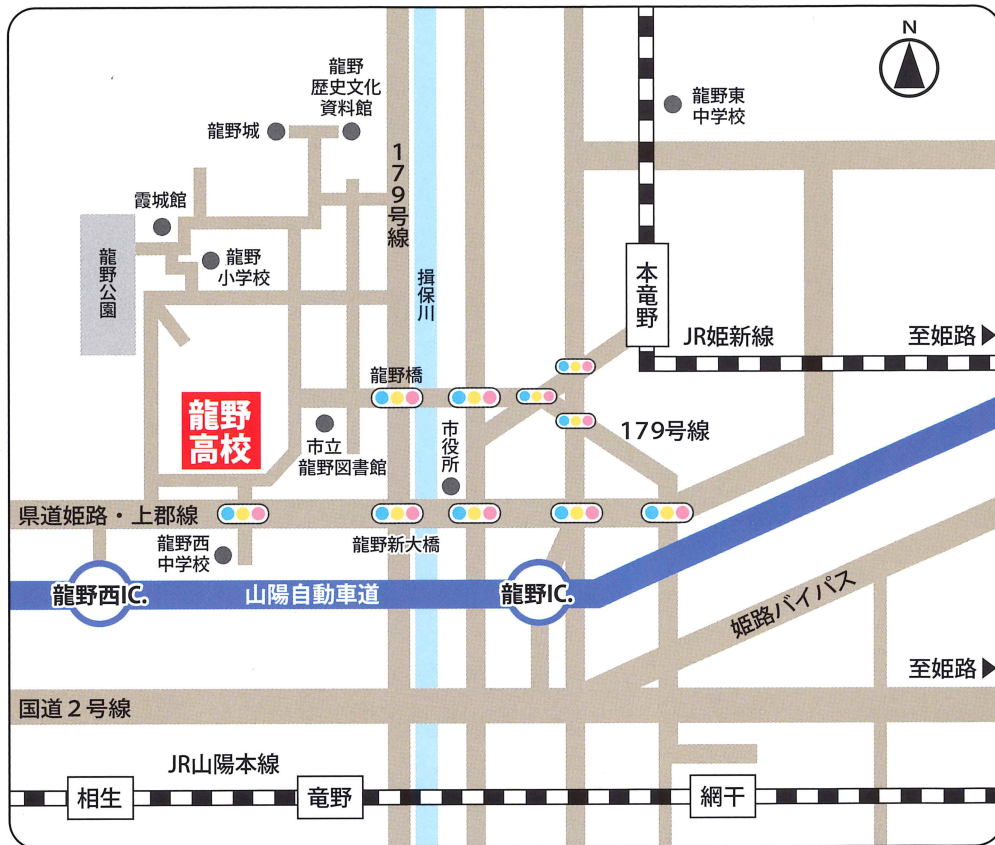 N
龍野
歴史文化
資料館
龍野城
龍野東
中学校
179号線
霞城館
龍野公園
龍野
小学校
揖保川
本竜野
JR姫新線
至姫路▶
龍野橋
龍野
高校
市立
龍野図書館
市役所
179号線
県道姫路・上郡線
龍野西
中学校
龍野新大橋
龍野西IC.
山陽自動車道
龍野IC.
姫路バイパス
至姫路▶
国道2号線
JR山陽本線
相生
竜野
網干